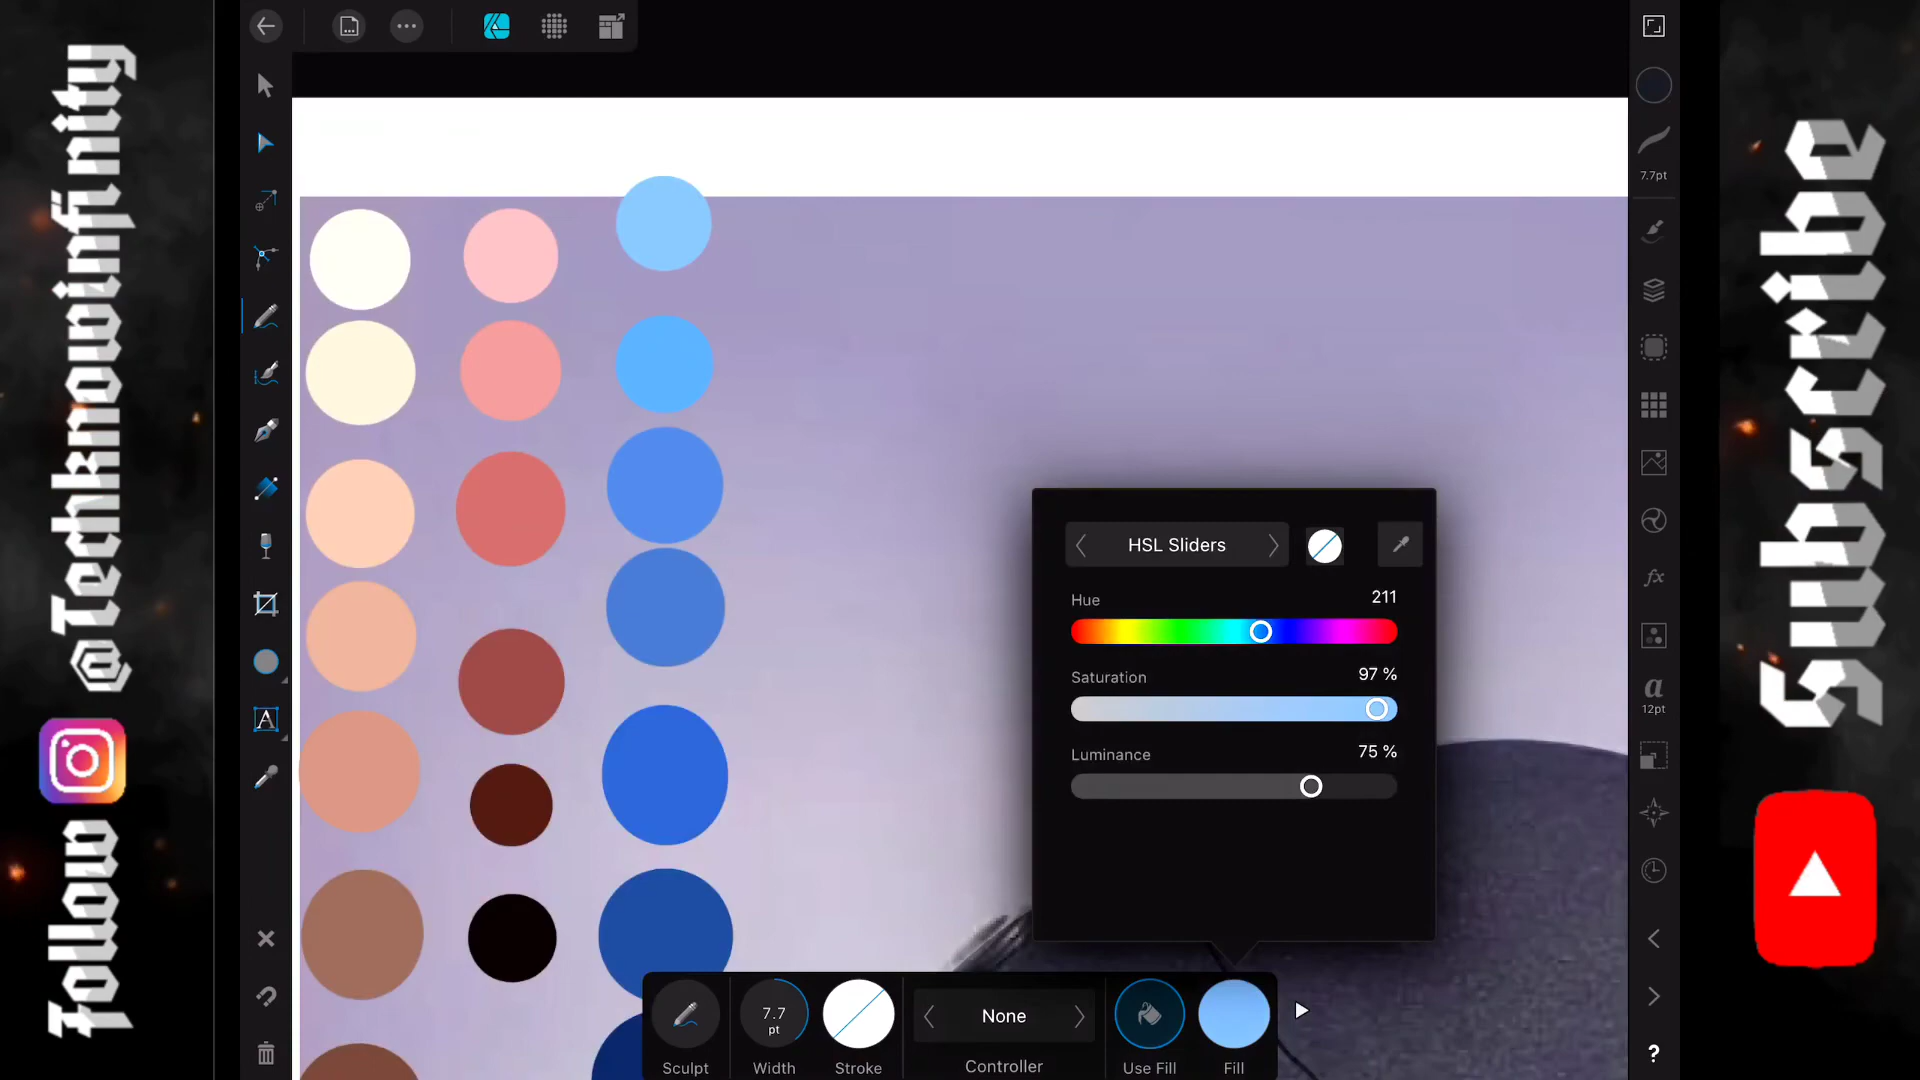 Follow @Techknowinfinity
7.7pt
HSL Sliders
Hue 211
Saturation 97 %
Luminance 75 %
a
12pt
fx
A
7.7
pt
None
Sculpt
Width
Stroke
Controller
Use Fill
Fill
?
Subscribe